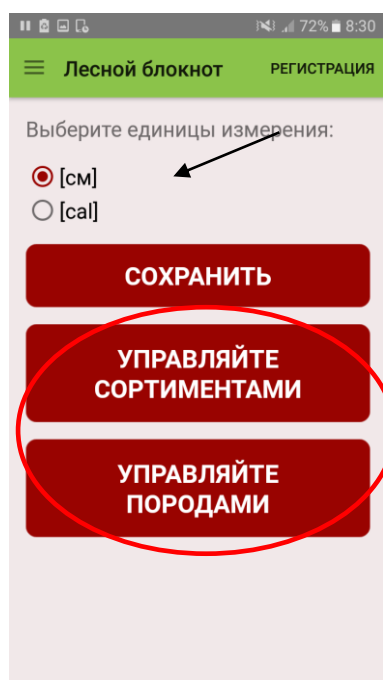 72% 8:30
Лесной блокнот РЕГИСТРАЦИЯ
Выберите единицы измерения:
[см]
[cal]
СОХРАНИТЬ
УПРАВЛЯЙТЕ
СОРТИМЕНТАМИ
УПРАВЛЯЙТЕ
ПОРОДАМИ